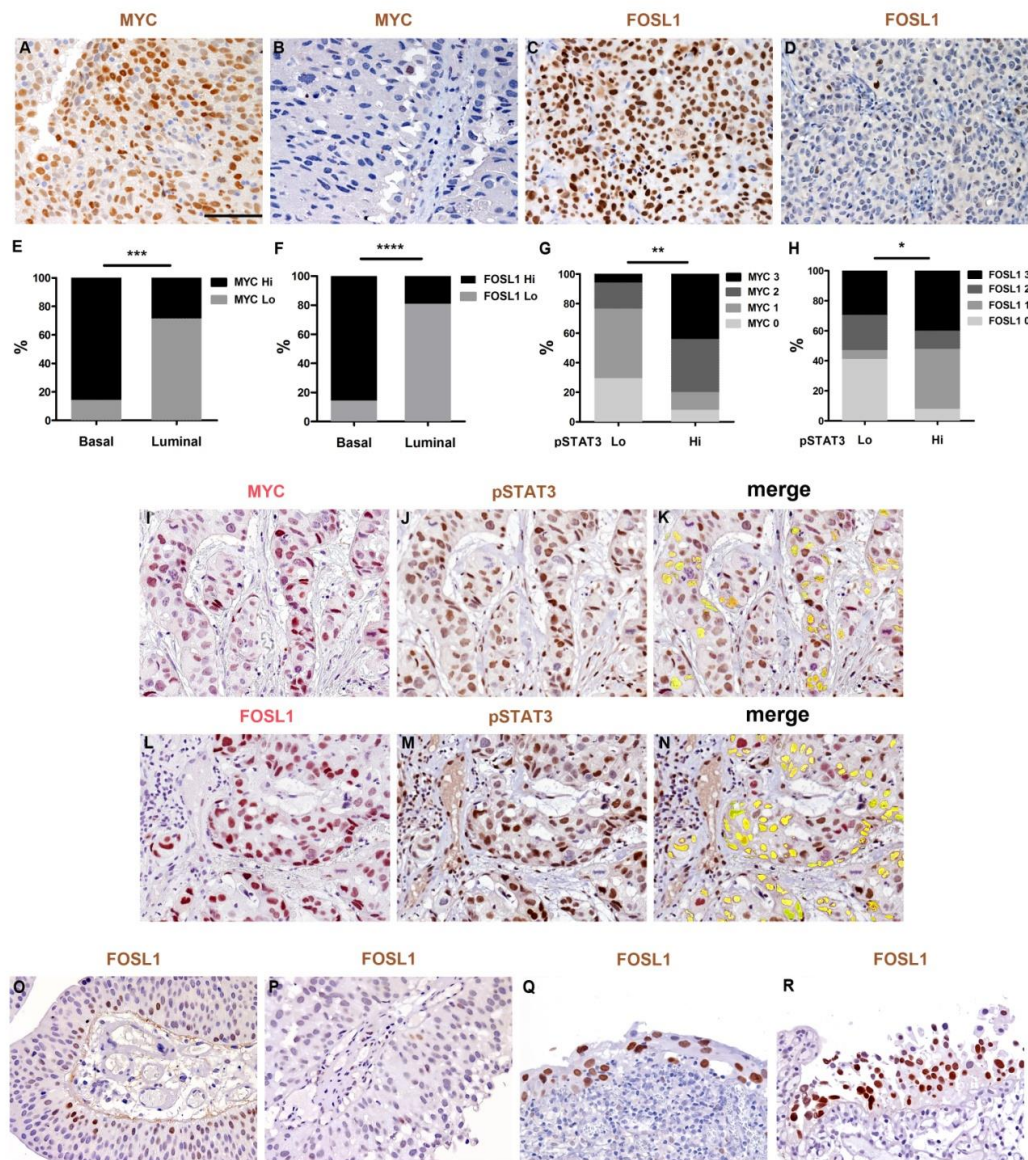 MYC MYC FOSL1 FOSL1
A B C D
E *** F **** G ** H *
100 MYC Hi 100 FOSL1 Hi 100 MYC 3 100 FOSL1 3
80 MYC Lo 80 FOSL1 Lo 80 MYC 2 80 FOSL1 2
60 60 60 MYC 1 60 FOSL1 1
MYC 0 FOSL1 0
% % % %
40 40 40 40
20 20 20 20
0 0 0 0
Basal Luminal Basal Luminal pSTAT3 Lo Hi pSTAT3 Lo Hi
MYC pSTAT3 merge
I J K
FOSL1 pSTAT3 merge
L M N
FOSL1 FOSL1 FOSL1 FOSL1
O P Q R